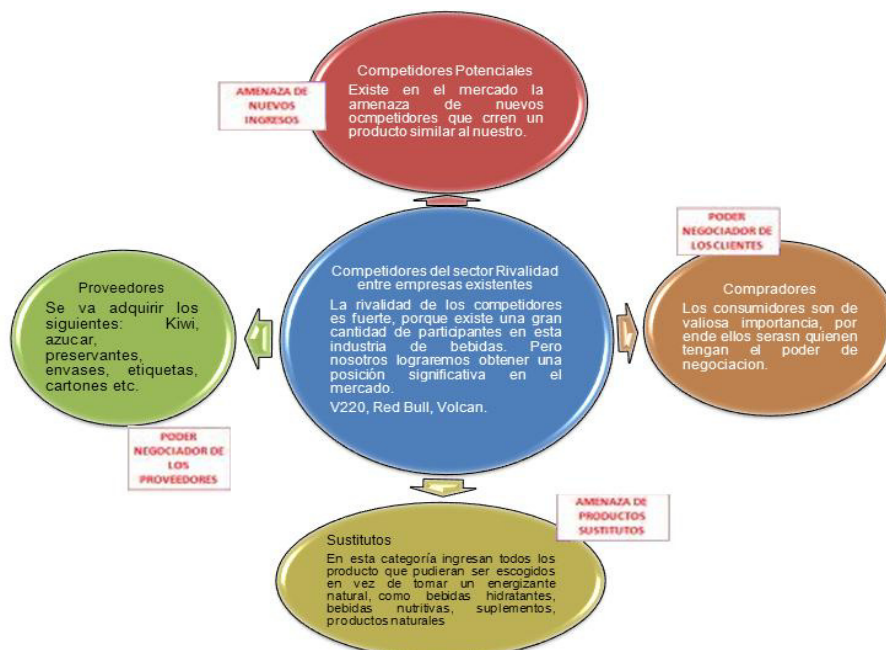 Competidores Potenciales
Existe en el mercado la
amenaza de nuevos
ocmpetidores que crren un
producto similar al nuestro.
AMENAZA DE
NUEVOS
INGRESOS
PODER
NEGOCIADOR DE
LOS CLIENTES
Competidores del sector Rivalidad
entre empresas existentes
La rivalidad de los competidores
es fuerte, porque existe una gran
cantidad de participantes en esta
industria de bebidas. Pero
nosotros lograremos obtener una
posición significativa en el
mercado.
V220, Red Bull, Volcan.
Proveedores
Se va adquirir los
siguientes: Kiwi,
azucar,
preservantes,
envases, etiquetas,
cartones etc.
Compradores
Los consumidores son de
valiosa importancia, por
ende ellos serasn quienen
tengan el poder de
negociacion.
PODER
NEGOCIADOR DE
LOS
PROVEEDORES
AMENAZA DE
PRODUCTOS
SUSTITUTOS
Sustitutos
En esta categoría ingresan todos los
producto que pudieran ser escogidos
en vez de tomar un energizante
natural, como bebidas hidratantes,
bebidas nutritivas, suplementos,
productos naturales